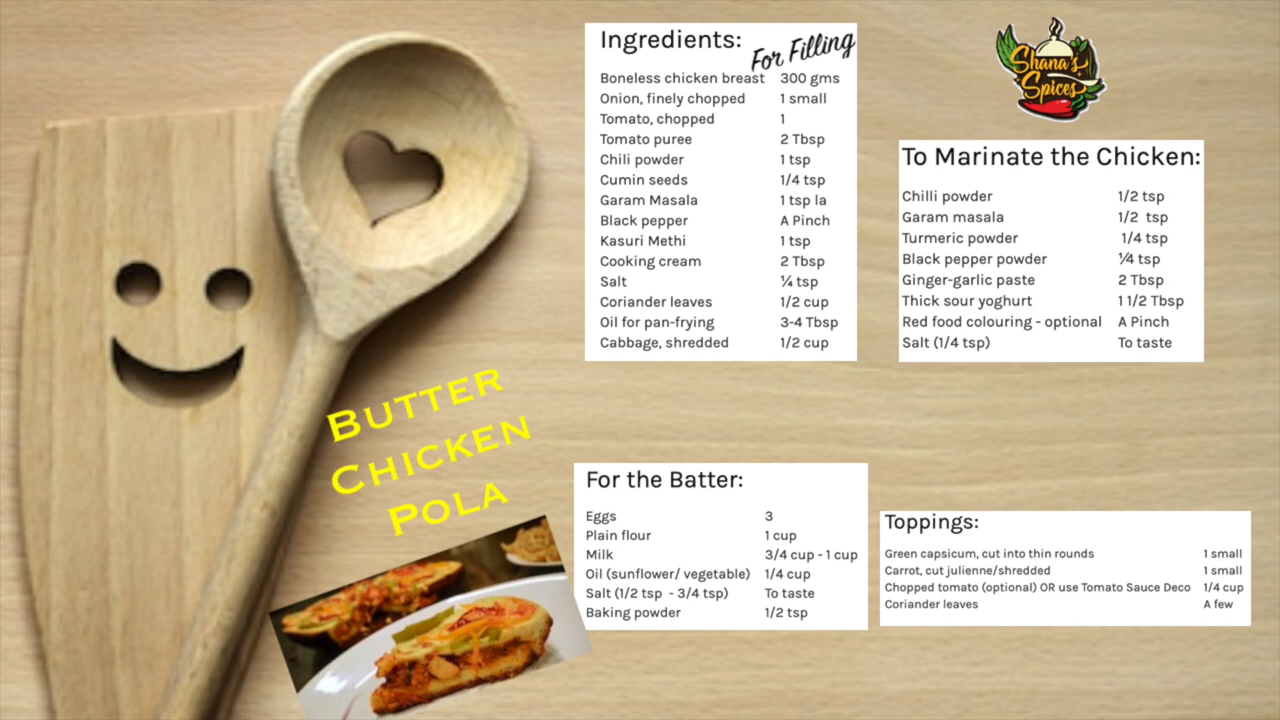 Ingredients: For Filling
Boneless chicken breast 300 gms
Onion, finely chopped 1 small
Tomato, chopped 1
Tomato puree 2 Tbsp
Chili powder 1 tsp
Cumin seeds 1/4 tsp
Garam Masala 1 tsp la
Black pepper A Pinch
Kasuri Methi 1 tsp
Cooking cream 2 Tbsp
Salt ¼ tsp
Coriander leaves 1/2 cup
Oil for pan-frying 3-4 Tbsp
Cabbage, shredded 1/2 cup
Shana's
Spices
To Marinate the Chicken:
Chilli powder 1/2 tsp
Garam masala 1/2 tsp
Turmeric powder 1/4 tsp
Black pepper powder ¼ tsp
Ginger-garlic paste 2 Tbsp
Thick sour yoghurt 1 1/2 Tbsp
Red food colouring - optional A Pinch
Salt (1/4 tsp) To taste
Butter
Chicken
Pola
For the Batter:
Eggs 3
Plain flour 1 cup
Milk 3/4 cup - 1 cup
Oil (sunflower/ vegetable) 1/4 cup
Salt (1/2 tsp - 3/4 tsp) To taste
Baking powder 1/2 tsp
Toppings:
Green capsicum, cut into thin rounds 1 small
Carrot, cut julienne/shredded 1 small
Chopped tomato (optional) OR use Tomato Sauce Deco 1/4 cup
Coriander leaves A few